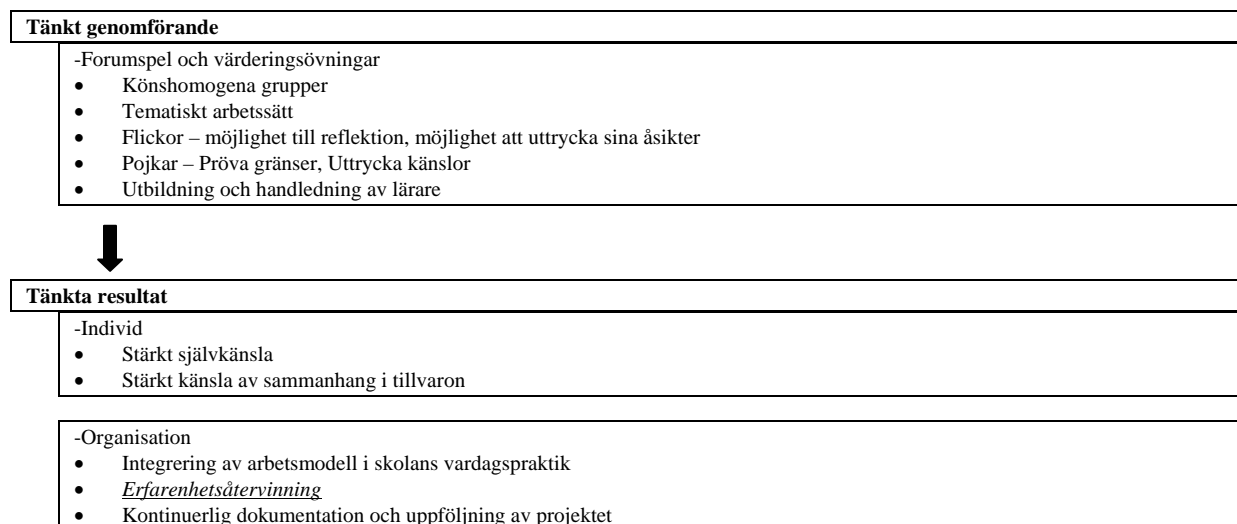 Tänkt genomförande
-Forumspel och värderingsövningar
• Könshomogena grupper
• Tematiskt arbetssätt
• Flickor – möjlighet till reflektion, möjlighet att uttrycka sina åsikter
• Pojkar – Pröva gränser, Uttrycka känslor
• Utbildning och handledning av lärare
Tänkta resultat
-Individ
• Stärkt självkänsla
• Stärkt känsla av sammanhang i tillvaron
-Organisation
• Integrering av arbetsmodell i skolans vardagspraktik
• Erfarenhetsåtervinning
• Kontinuerlig dokumentation och uppföljning av projektet